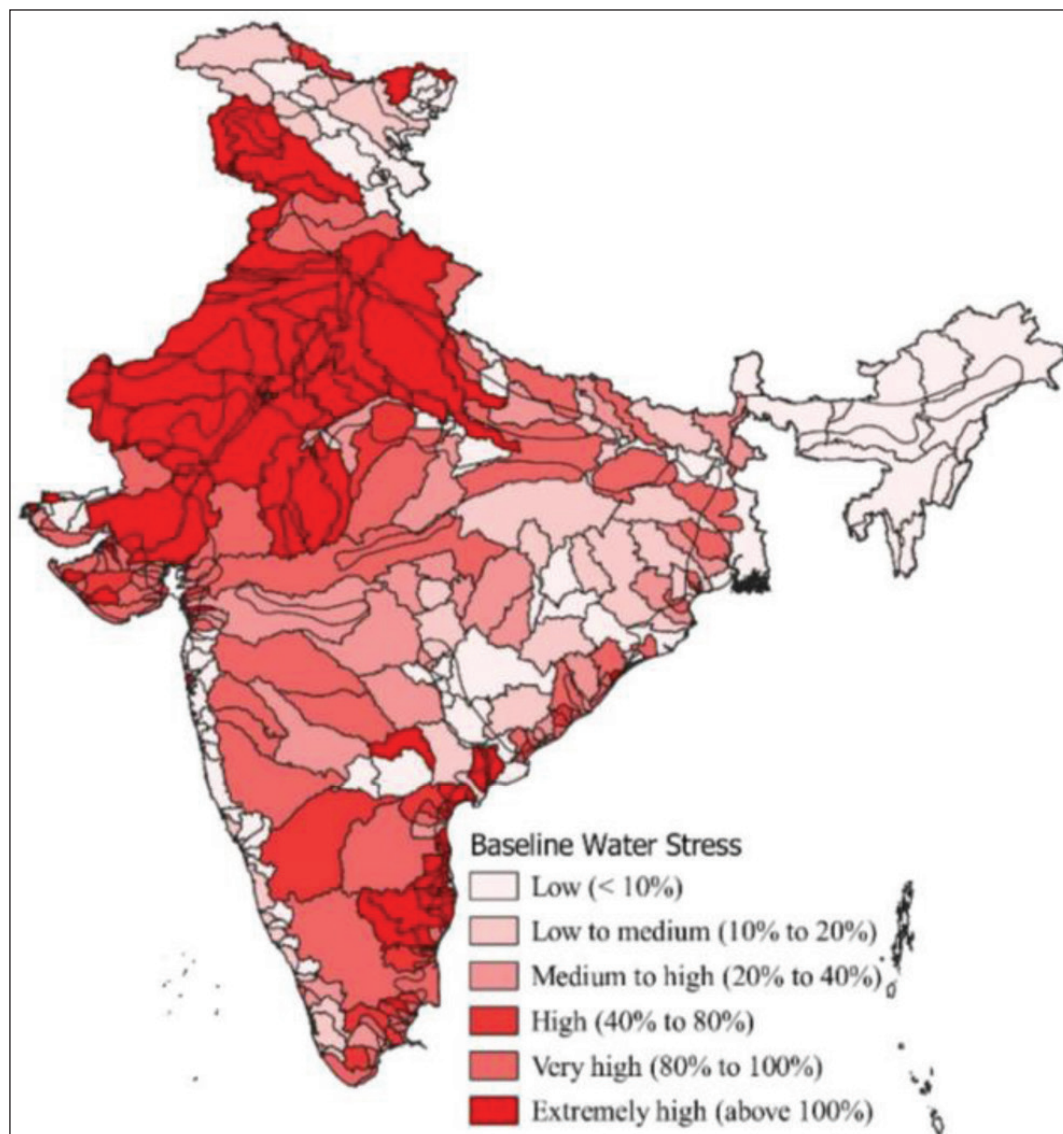 Baseline Water Stress
Low (< 10%)
Low to medium (10% to 20%)
Medium to high (20% to 40%)
High (40% to 80%)
Very high (80% to 100%)
Extremely high (above 100%)